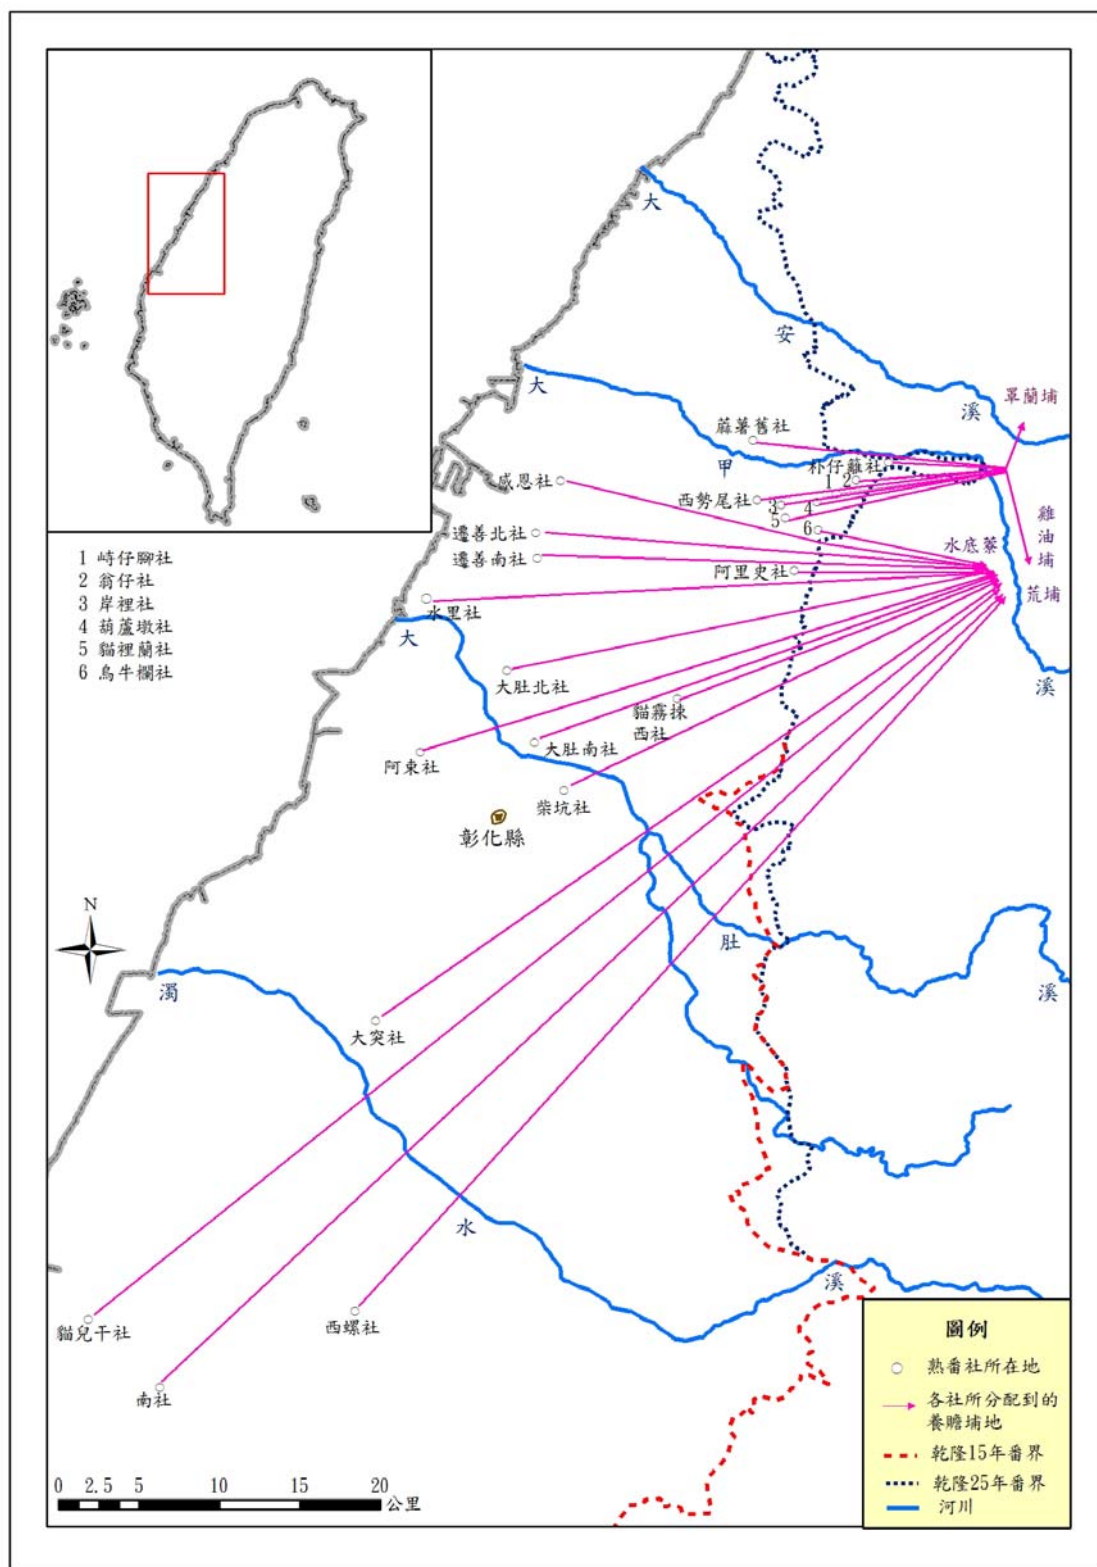 大
安
溪
大
甲
罩蘭埔
蔴薯舊社
朴仔籬社
感恩社
1 2
西勢尾社
3
4
5
6
遷善北社
遷善南社
阿里史社
水底藔
雞油埔
荒埔
水里社
1 峙仔腳社
2 翁仔社
3 岸裡社
4 葫蘆墩社
5 貓裡蘭社
6 烏牛欄社
大
溪
大肚北社
貓霧捒
西社
大肚南社
阿束社
柴坑社
彰化縣
N
肚
溪
濁
大突社
水
溪
貓兒干社
西螺社
南社
圖例
熟番社所在地
各社所分配到的
養贍埔地
乾隆15年番界
乾隆25年番界
河川
0 2.5 5 10 15 20
公里